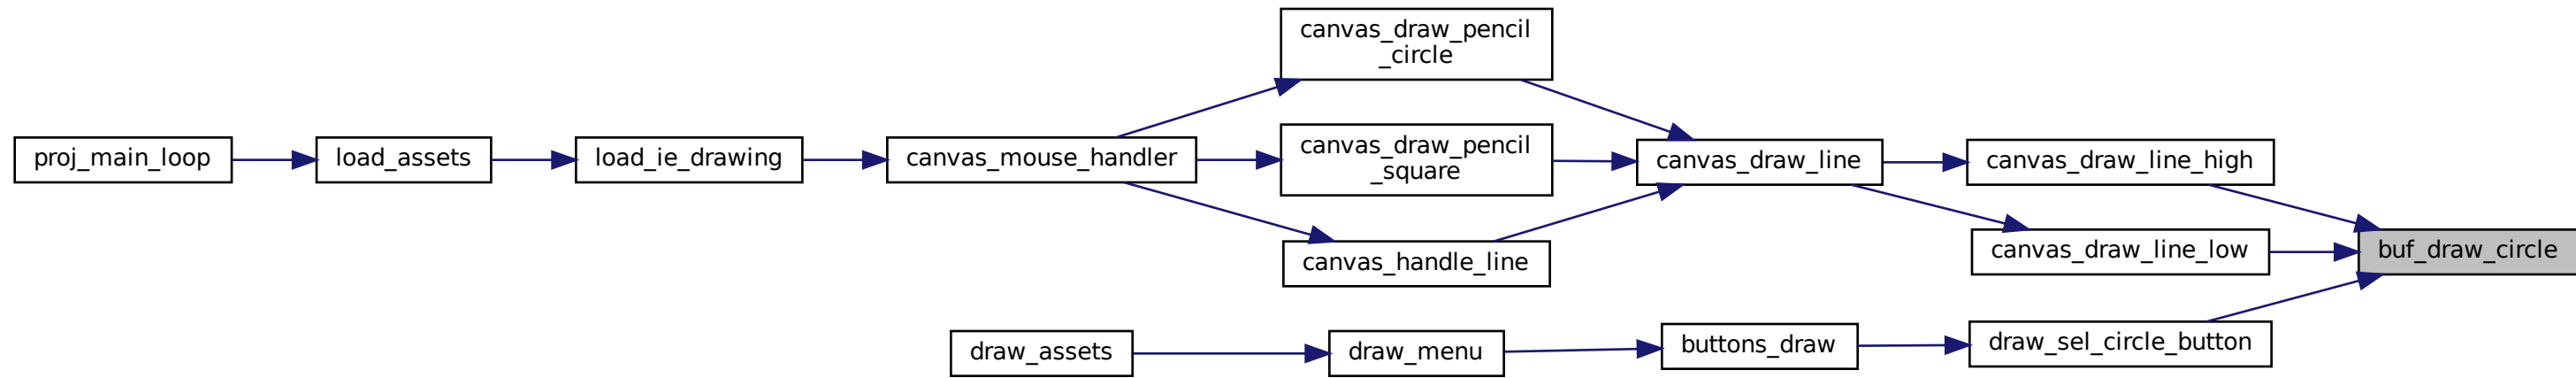 canvas_draw_pencil
_circle
proj_main_loop
load_assets
load_ie_drawing
canvas_mouse_handler
canvas_draw_pencil
_square
canvas_draw_line
canvas_draw_line_high
canvas_handle_line
canvas_draw_line_low
buf_draw_circle
draw_assets
draw_menu
buttons_draw
draw_sel_circle_button